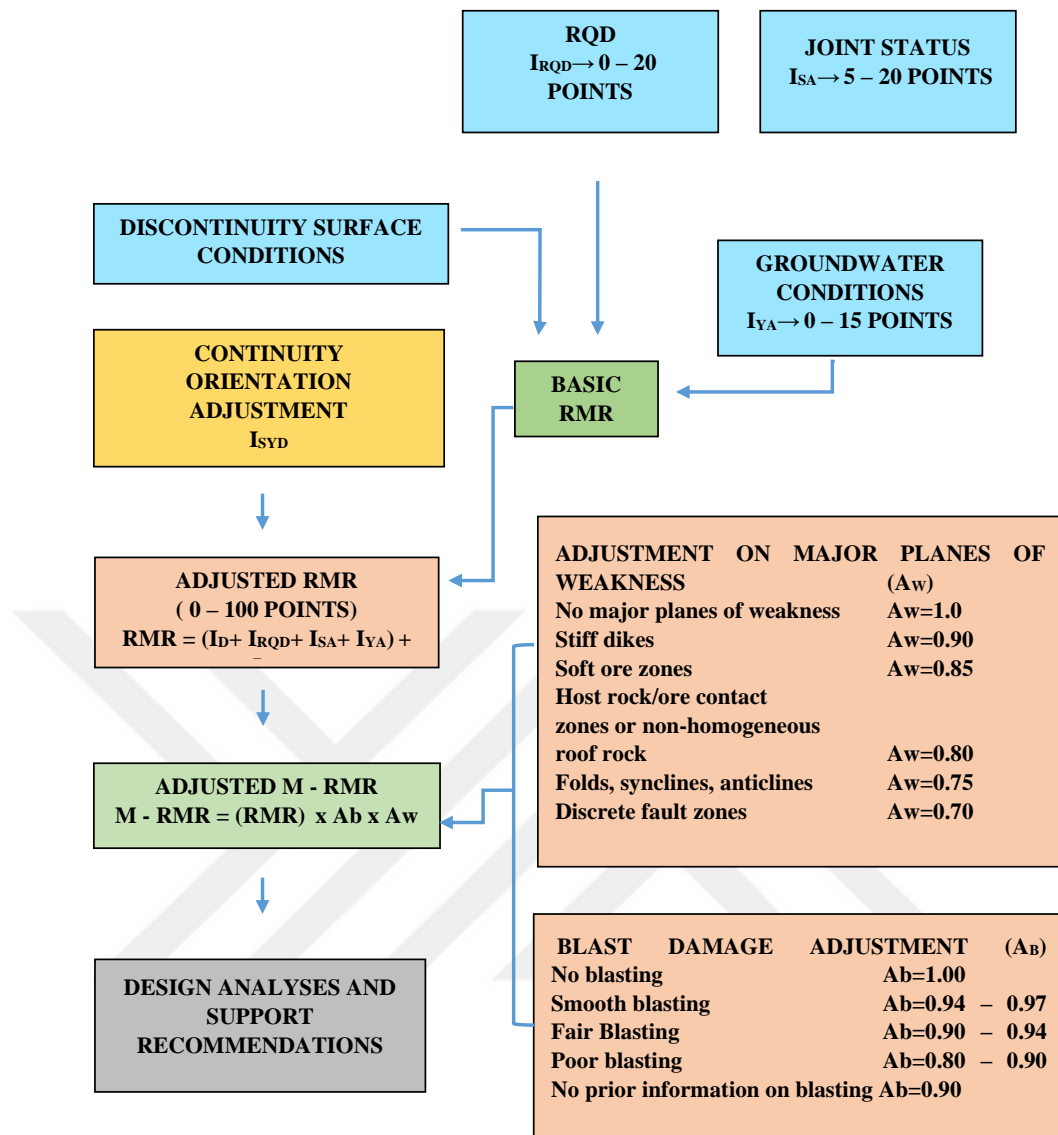 RQD
IRQD→ 0 – 20
POINTS
JOINT STATUS
ISA→ 5 – 20 POINTS
DISCONTINUITY SURFACE
CONDITIONS
GROUNDWATER
CONDITIONS
IYA→ 0 – 15 POINTS
CONTINUITY
ORIENTATION
ADJUSTMENT
ISYD
BASIC
RMR
ADJUSTED RMR
( 0 – 100 POINTS)
RMR = (ID+ IRQD+ ISA+ IYA) +
ADJUSTMENT ON MAJOR PLANES OF
WEAKNESS (AW)
No major planes of weakness Aw=1.0
Stiff dikes Aw=0.90
Soft ore zones Aw=0.85
Host rock/ore contact
zones or non-homogeneous
roof rock Aw=0.80
Folds, synclines, anticlines Aw=0.75
Discrete fault zones Aw=0.70
ADJUSTED M - RMR
M - RMR = (RMR) x Ab x Aw
DESIGN ANALYSES AND
SUPPORT
RECOMMENDATIONS
BLAST DAMAGE ADJUSTMENT (AB)
No blasting Ab=1.00
Smooth blasting Ab=0.94 – 0.97
Fair Blasting Ab=0.90 – 0.94
Poor blasting Ab=0.80 – 0.90
No prior information on blasting Ab=0.90